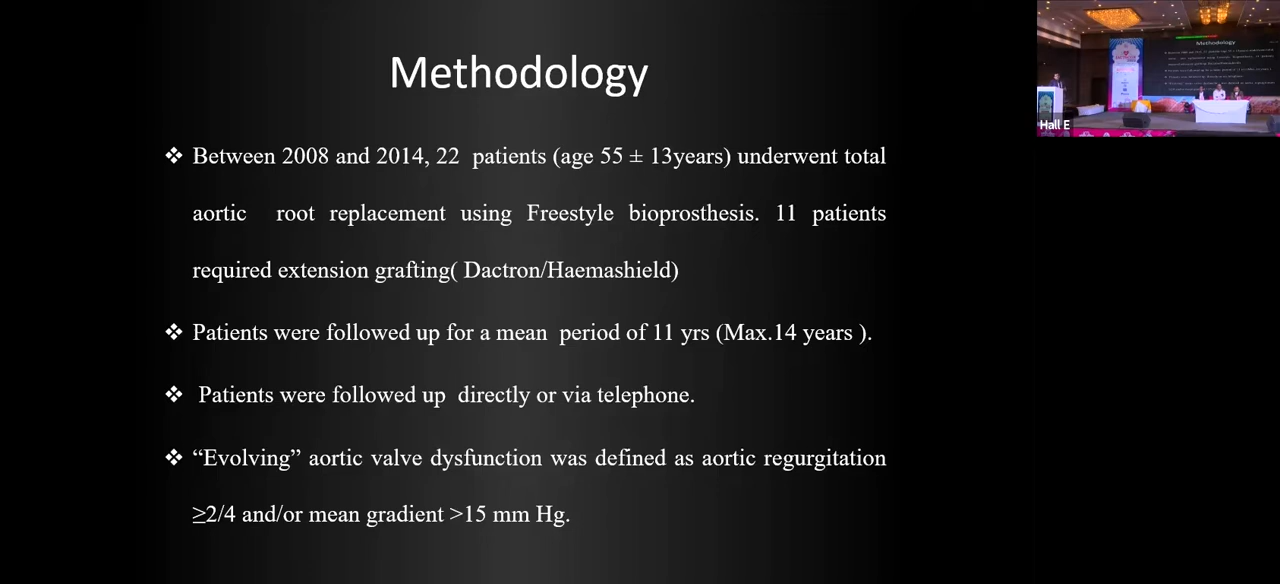 Methodology
❖ Between 2008 and 2014, 22 patients (age 55 ± 13years) underwent total
aortic root replacement using Freestyle bioprosthesis. 11 patients
required extension grafting( Dactron/Haemashield)
❖ Patients were followed up for a mean period of 11 yrs (Max.14 years ).
❖ Patients were followed up directly or via telephone.
❖ “Evolving” aortic valve dysfunction was defined as aortic regurgitation
≥2/4 and/or mean gradient >15 mm Hg.
Methodology
Hall E